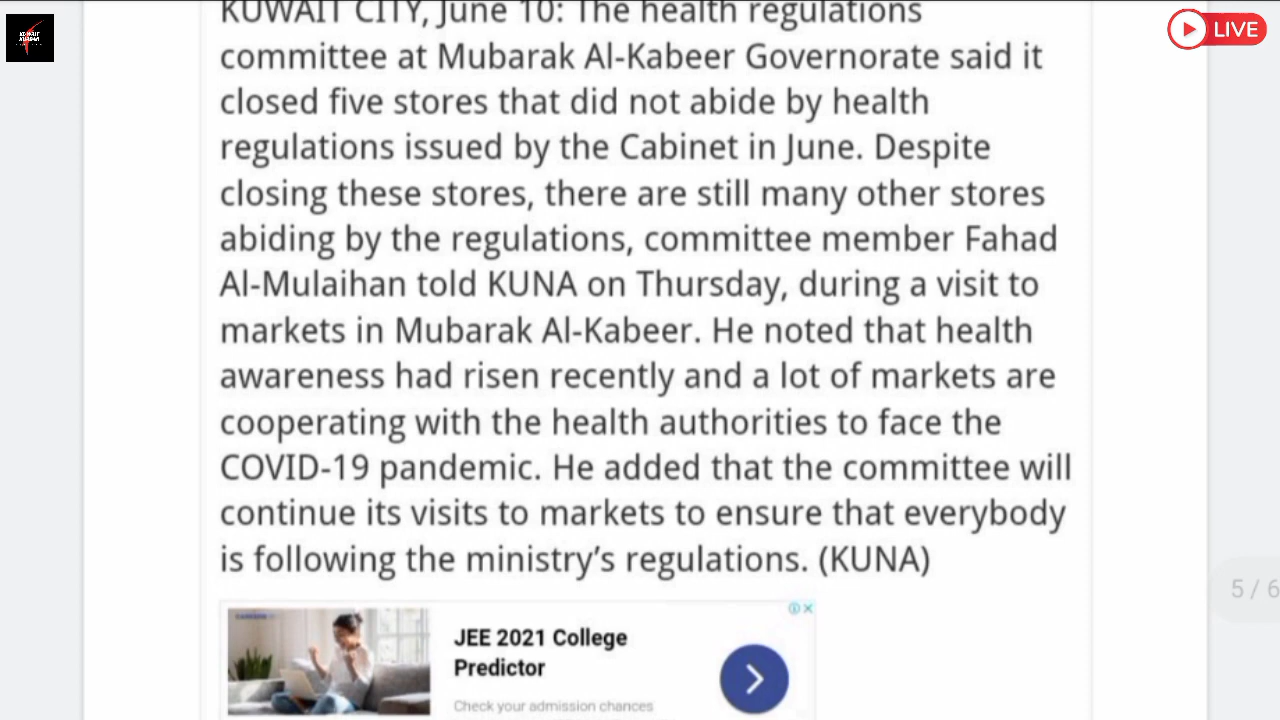 KUWAIT CITY, June 10: The health regulations
committee at Mubarak Al-Kabeer Governorate said it
closed five stores that did not abide by health
regulations issued by the Cabinet in June. Despite
closing these stores, there are still many other stores
abiding by the regulations, committee member Fahad
Al-Mulaihan told KUNA on Thursday, during a visit to
markets in Mubarak Al-Kabeer. He noted that health
awareness had risen recently and a lot of markets are
cooperating with the health authorities to face the
COVID-19 pandemic. He added that the committee will
continue its visits to markets to ensure that everybody
is following the ministry’s regulations. (KUNA)
LIVE
5 / 6
JEE 2021 College
Predictor
Check your admission chances